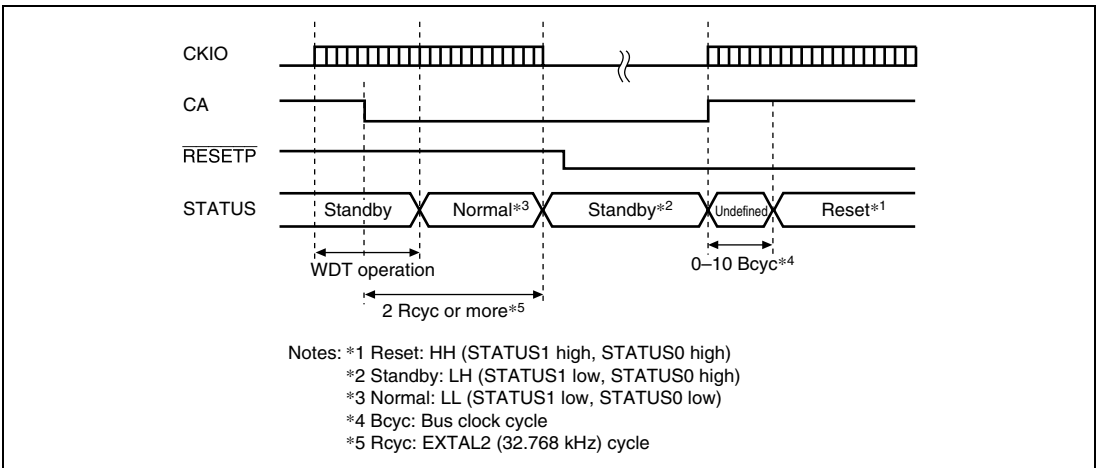 CKIO
CA
RESETP
STATUS Standby Normal*3 Standby*2 Undefined Reset*1
WDT operation 0–10 Bcyc*4
2 Rcyc or more*5
Notes: *1 Reset: HH (STATUS1 high, STATUS0 high)
*2 Standby: LH (STATUS1 low, STATUS0 high)
*3 Normal: LL (STATUS1 low, STATUS0 low)
*4 Bcyc: Bus clock cycle
*5 Rcyc: EXTAL2 (32.768 kHz) cycle